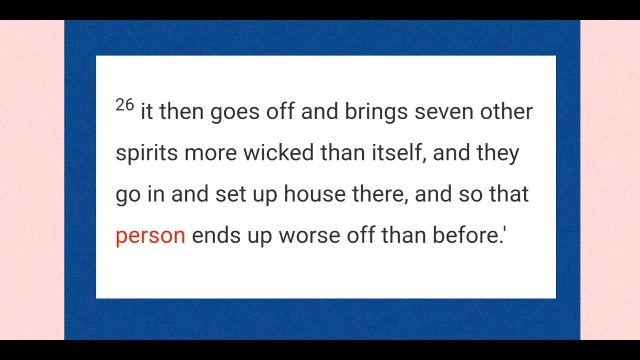 26 it then goes off and brings seven other
spirits more wicked than itself, and they
go in and set up house there, and so that
person ends up worse off than before.'